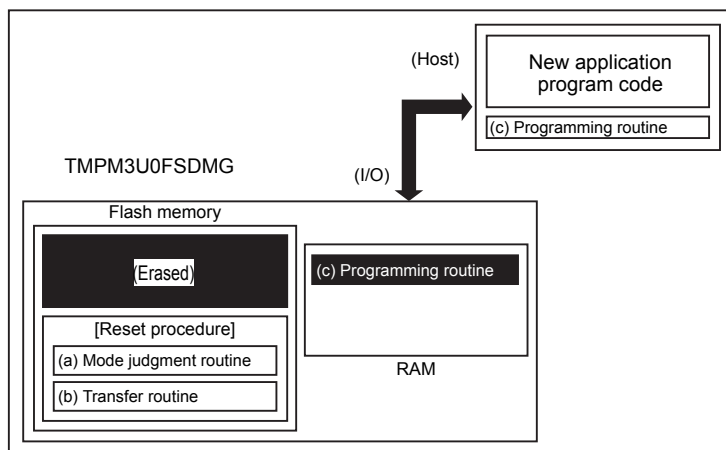 (Host)
New application
program code
(c) Programming routine
TMPM3U0FSDMG
(I/O)
Flash memory
(Erased)
(c) Programming routine
[Reset procedure]
(a) Mode judgment routine
(b) Transfer routine
RAM